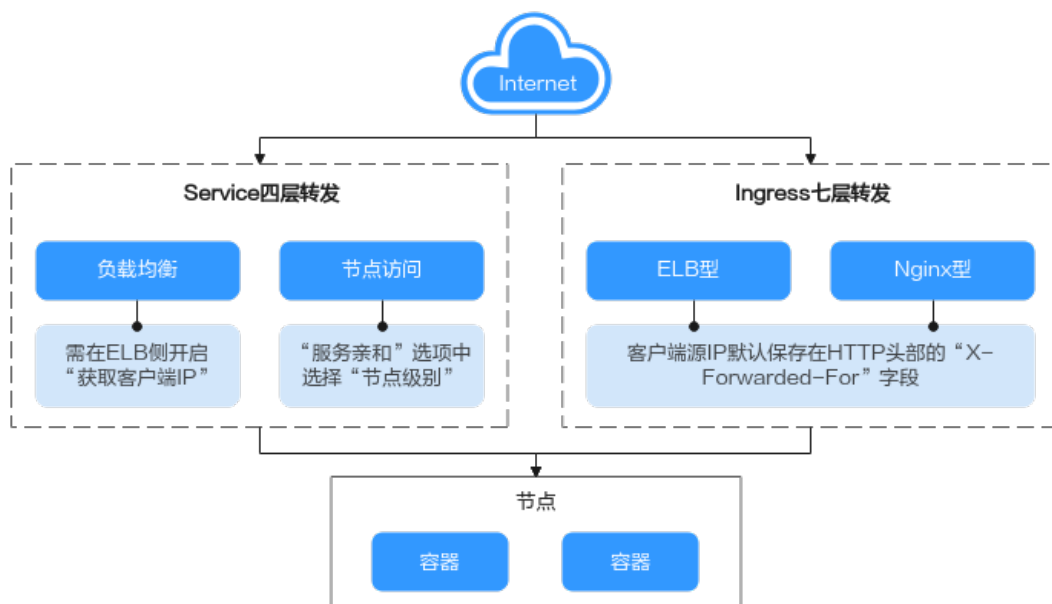 Internet
Service四层转发
Ingress七层转发
负载均衡
节点访问
ELB型
Nginx型
需在ELB侧开启
“获取客户端IP”
“服务亲和”选项中
选择“节点级别”
客户端源IP默认保存在HTTP头部的“X-
Forwarded-For”字段
节点
容器
容器